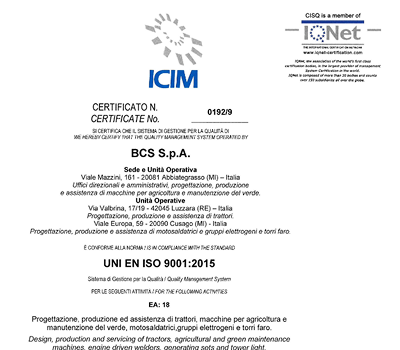 CISQ is a member of
IQNet
THE INTERNATIONAL CERTIFICATION NETWORK
www.iqnet-certification.com
IQNet, the association of the world's first class
certification bodies, is the largest provider of management
System Certification in the world.
IQNet is composed of more than 30 bodies and counts
over 150 subsidiaries all over the globe.
ICIM
CERTIFICATO N.
CERTIFICATE No.
0192/9
SI CERTIFICA CHE IL SISTEMA DI GESTIONE PER LA QUALITÀ DI
WE HEREBY CERTIFY THAT THE QUALITY MANAGEMENT SYSTEM OPERATED BY
BCS S.p.A.
Sede e Unità Operativa
Viale Mazzini, 161 - 20081 Abbiategrasso (MI) – Italia
Uffici direzionali e amministrativi, progettazione, produzione
e assistenza di macchine per agricoltura e manutenzione del verde.
Unità Operative
Via Valbrina, 17/19 - 42045 Luzzara (RE) – Italia
Progettazione, produzione e assistenza di trattori.
Viale Europa, 59 - 20090 Cusago (MI) - Italia
Progettazione, produzione e assistenza di motosaldatrici e gruppi elettrogeni e torri faro.
È CONFORME ALLA NORMA / IS IN COMPLIANCE WITH THE STANDARD
UNI EN ISO 9001:2015
Sistema di Gestione per la Qualità / Quality Management System
PER LE SEGUENTI ATTIVITÀ / FOR THE FOLLOWING ACTIVITIES
EA: 18
Progettazione, produzione ed assistenza di trattori, macchine per agricoltura e
manutenzione del verde, motosaldatrici,gruppi elettrogeni e torri faro.
Design, production and servicing of tractors, agricultural and green maintenance
machines, engine driven welders, generating sets and tower light.